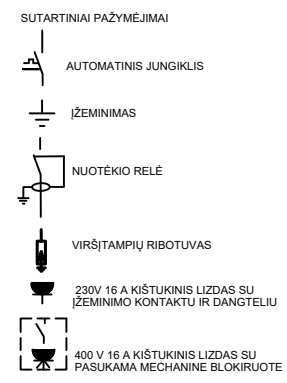 SUTARTINIAI PAŽYMĖJIMAI
AUTOMATINIS JUNGIKLIS
ĮŽEMINIMAS
NUOTĖKIO RELĖ
VIRŠĮTAMPIŲ RIBOTUVAS
230V 16 A KIŠTUKINIS LIZDAS SU
ĮŽEMINIMO KONTAKTU IR DANGTELIU
400 V 16 A KIŠTUKINIS LIZDAS SU
PASUKAMA MECHANINE BLOKIRUOTE